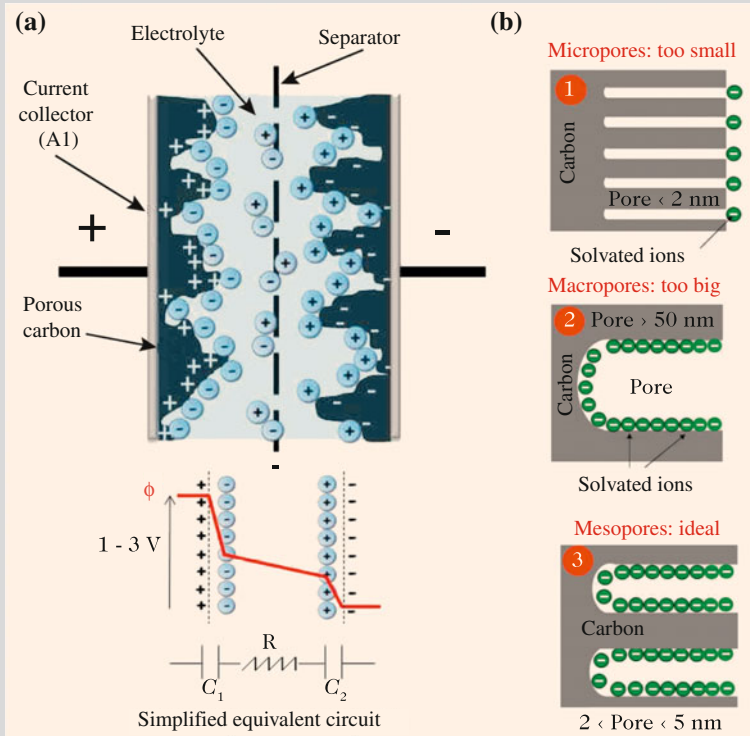 (a)
Electrolyte
Separator
Current
collector
(A1)
+
-
Porous
carbon
-
ϕ
1 - 3 V
R
C₁
C₂
Simplified equivalent circuit
(b)
Micropores: too small
1
Carbon
Pore ‹ 2 nm
Solvated ions
Macropores: too big
2
Pore › 50 nm
Carbon
Pore
Solvated ions
Mesopores: ideal
3
Carbon
2 ‹ Pore ‹ 5 nm